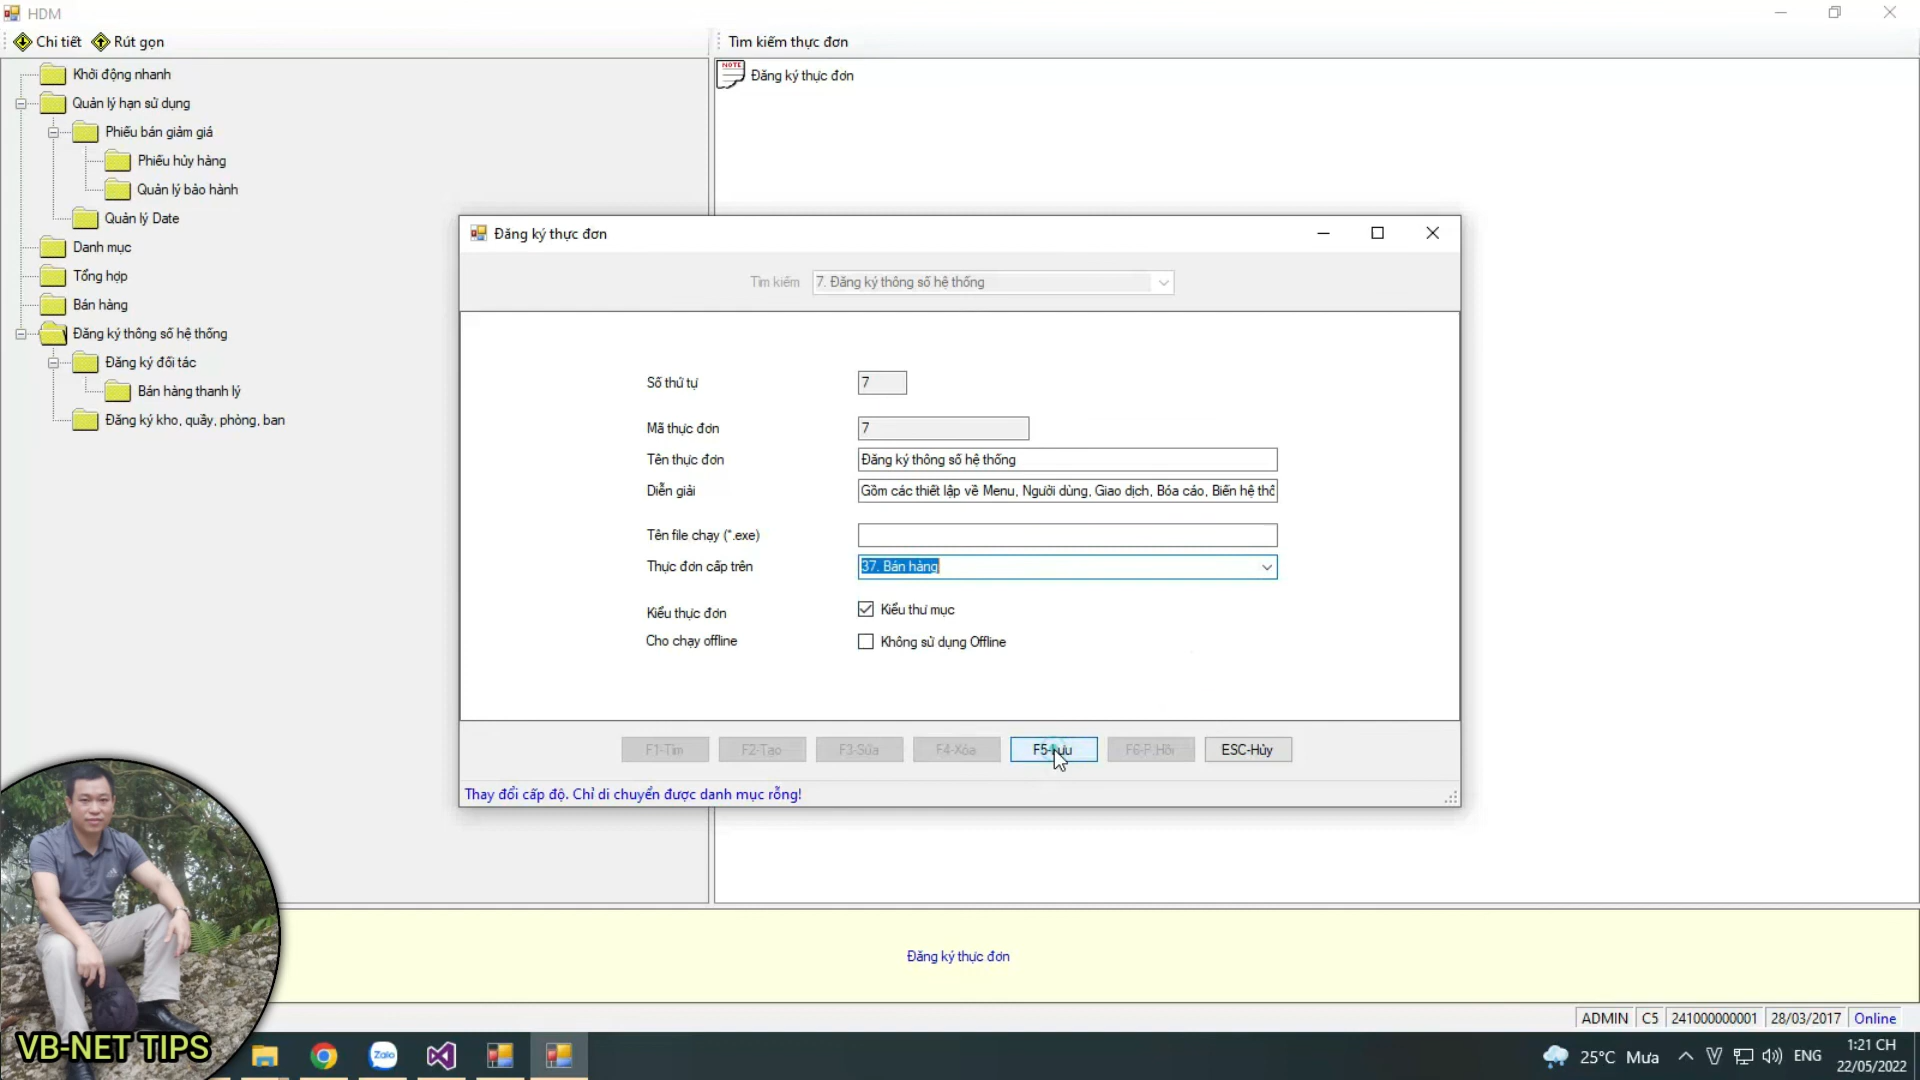 HDM
Chi tiết Rút gọn
Tìm kiếm thực đơn
Khởi động nhanh
Quản lý hạn sử dụng
Phiếu bán giảm giá
Phiếu hủy hàng
Quản lý bảo hành
Quản lý Date
Danh mục
Tổng hợp
Bán hàng
Đăng ký thông số hệ thống
Đăng ký đối tác
Bán hàng thanh lý
Đăng ký kho, quầy, phòng, ban
NOTE
Đăng ký thực đơn
Đăng ký thực đơn
Tìm kiếm 7. Đăng ký thông số hệ thống
Số thứ tự 7
Mã thực đơn 7
Tên thực đơn Đăng ký thông số hệ thống
Diễn giải Gồm các thiết lập về Menu, Người dùng, Giao dịch, Bóa cáo, Biến hệ thố
Tên file chạy (*.exe)
Thực đơn cấp trên 37. Bán hàng
Kiểu thực đơn Kiểu thư mục
Cho chạy offline Không sử dụng Offline
F1-Tìm F2-Tạo F3-Sửa F4-Xóa F5-Lưu F6-P.Hồi ESC-Hủy
Thay đổi cấp độ. Chỉ di chuyển được danh mục rỗng!
Đăng ký thực đơn
ADMIN C5 241000000001 28/03/2017 Online
VB-NET TIPS
Zalo
25°C Mưa ENG
1:21 CH
22/05/2022